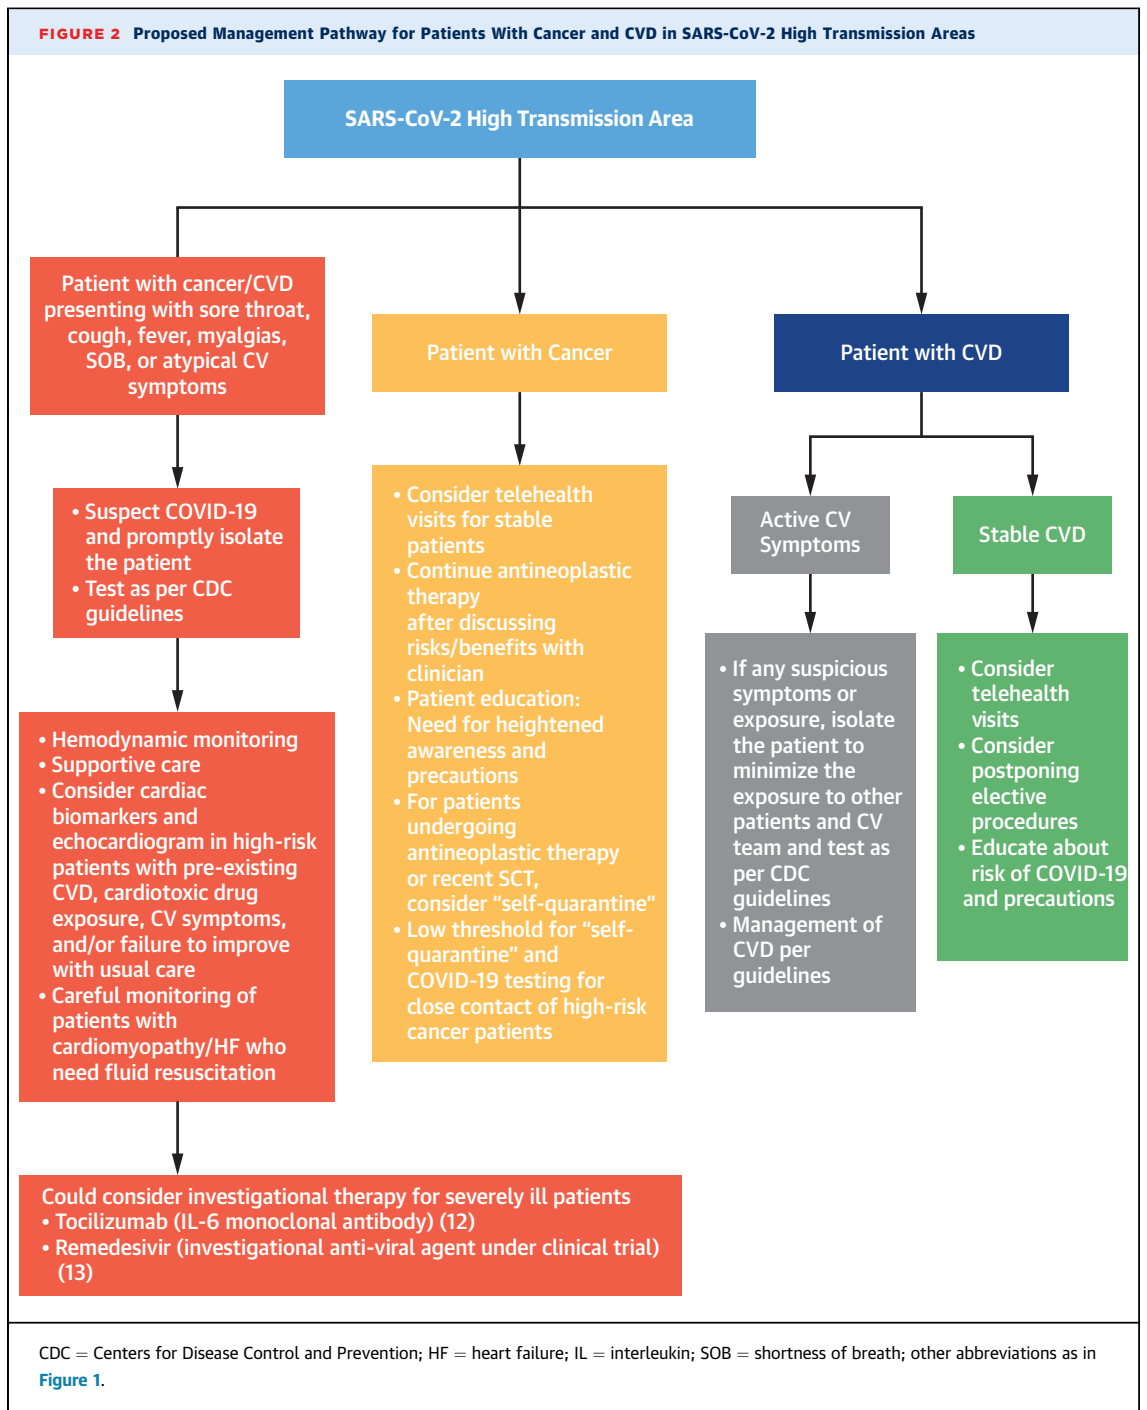 FIGURE 2 Proposed Management Pathway for Patients With Cancer and CVD in SARS-CoV-2 High Transmission Areas
SARS-CoV-2 High Transmission Area
Patient with cancer/CVD
presenting with sore throat,
cough, fever, myalgias,
SOB, or atypical CV
symptoms
• Suspect COVID-19
and promptly isolate
the patient
• Test as per CDC
guidelines
• Hemodynamic monitoring
• Supportive care
• Consider cardiac
biomarkers and
echocardiogram in high-risk
patients with pre-existing
CVD, cardiotoxic drug
exposure, CV symptoms,
and/or failure to improve
with usual care
• Careful monitoring of
patients with
cardiomyopathy/HF who
need fluid resuscitation
Could consider investigational therapy for severely ill patients
• Tocilizumab (IL-6 monoclonal antibody) (12)
• Remedesivir (investigational anti-viral agent under clinical trial)
(13)
Patient with Cancer
• Consider telehealth
visits for stable
patients
• Continue antineoplastic
therapy
after discussing
risks/benefits with
clinician
• Patient education:
Need for heightened
awareness and
precautions
• For patients
undergoing
antineoplastic therapy
or recent SCT,
consider “self-quarantine”
• Low threshold for “self-
quarantine” and
COVID-19 testing for
close contact of high-risk
cancer patients
Patient with CVD
Active CV
Symptoms
• If any suspicious
symptoms or
exposure, isolate
the patient to
minimize the
exposure to other
patients and CV
team and test as
per CDC
guidelines
• Management of
CVD per
guidelines
Stable CVD
• Consider
telehealth
visits
• Consider
postponing
elective
procedures
• Educate about
risk of COVID-19
and precautions
CDC = Centers for Disease Control and Prevention; HF = heart failure; IL = interleukin; SOB = shortness of breath; other abbreviations as in
Figure 1.